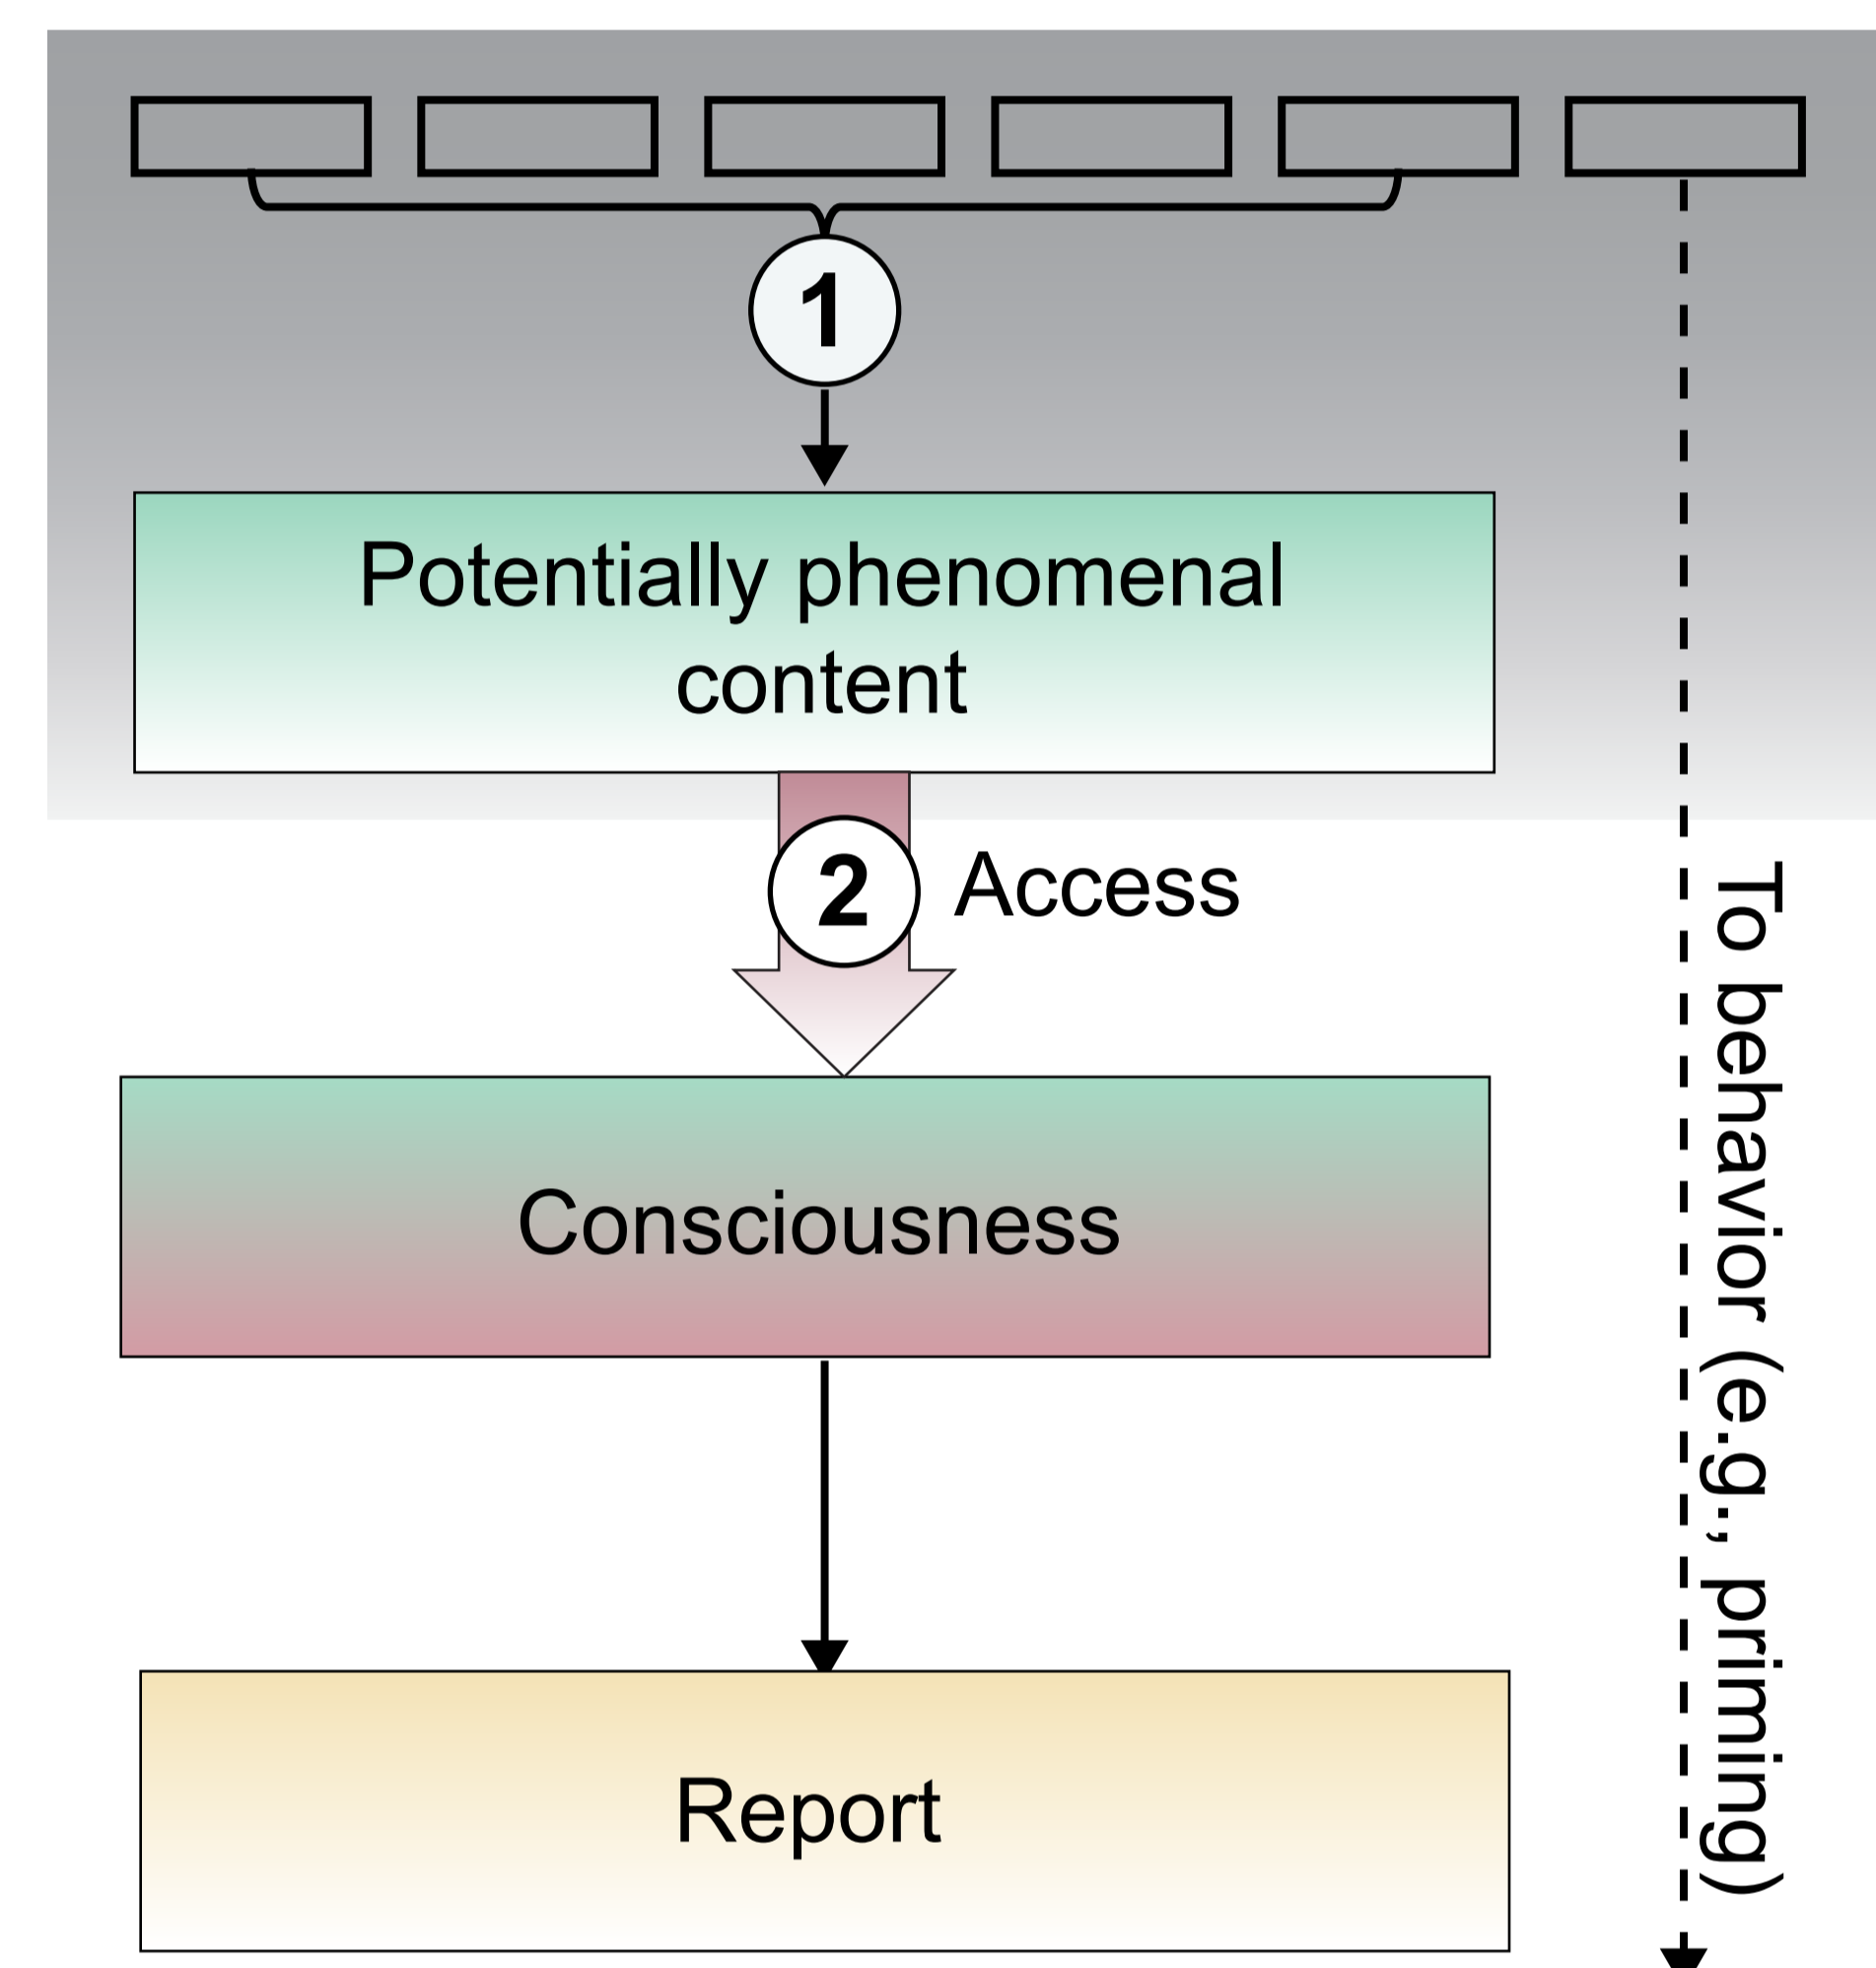 1
Potentially phenomenal
content
2
Access
Consciousness
Report
To behavior (e.g., priming)